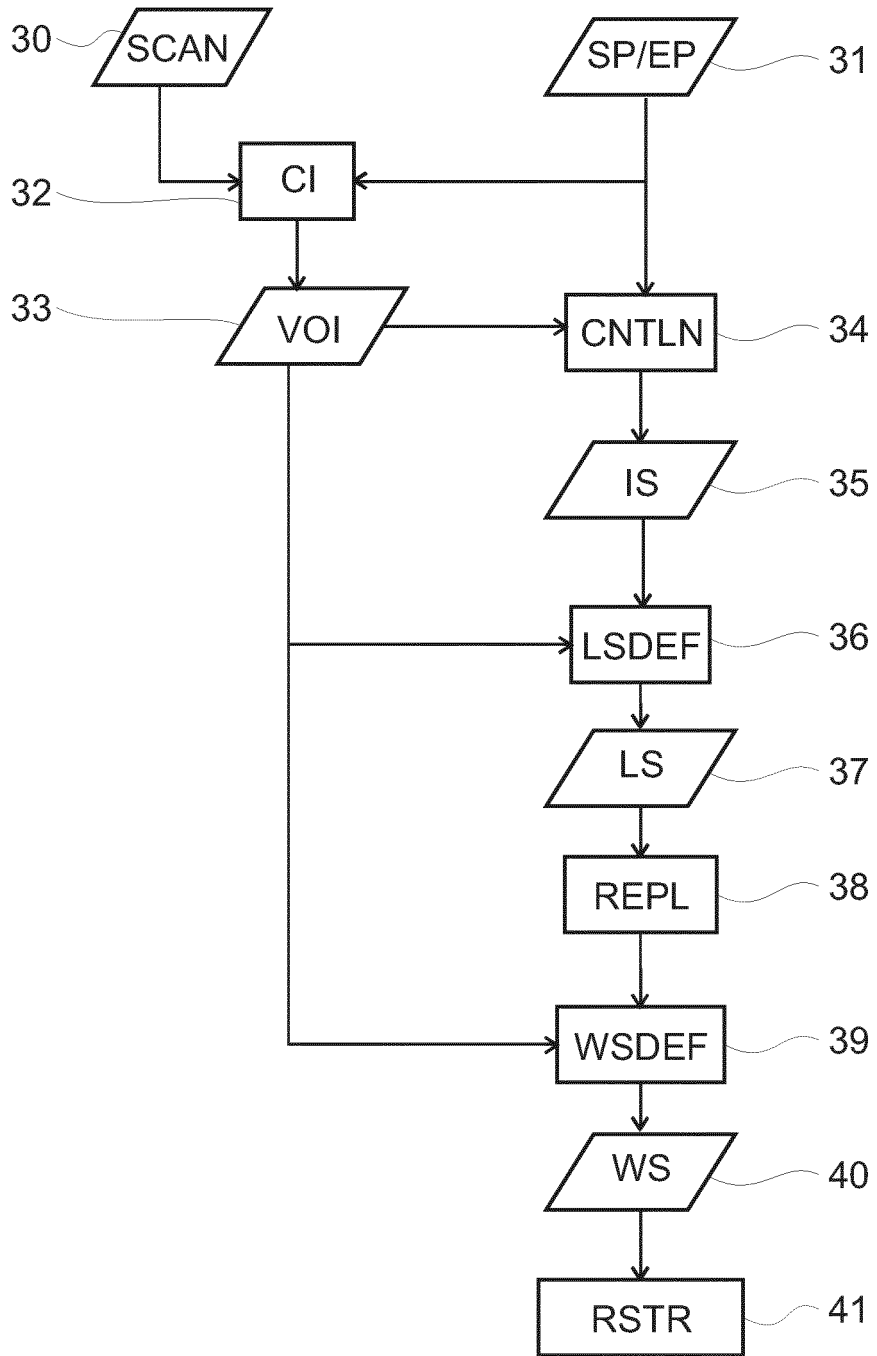 30 SCAN SP/EP 31
32 CI
33 VOI CNTLN 34
IS 35
LSDEF 36
LS 37
REPL 38
WSDEF 39
WS 40
RSTR 41